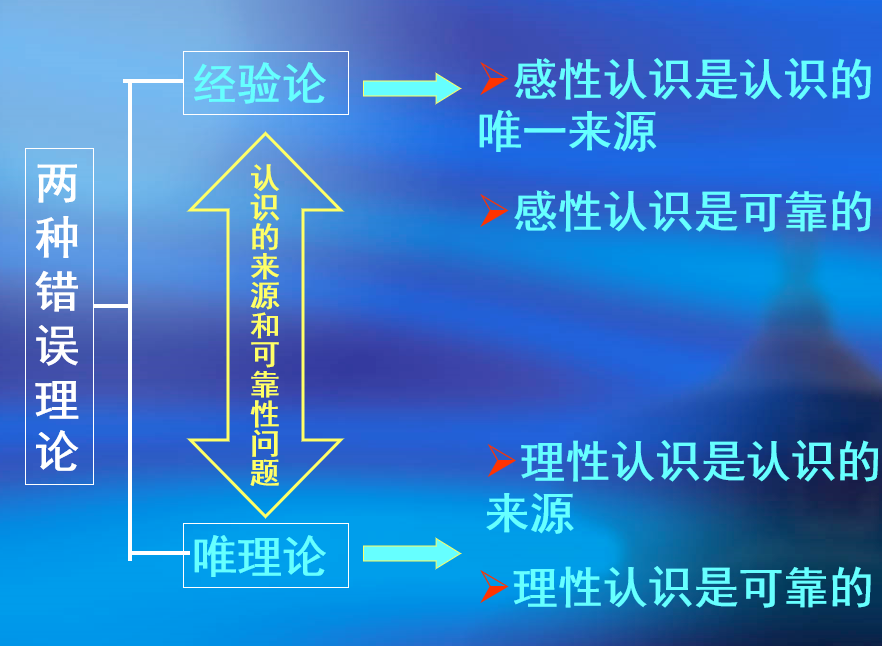 两种错误理论
经验论
感性认识是认识的
唯一来源
感性认识是可靠的
认识的来源和可靠性问题
唯理论
理性认识是认识的
来源
理性认识是可靠的